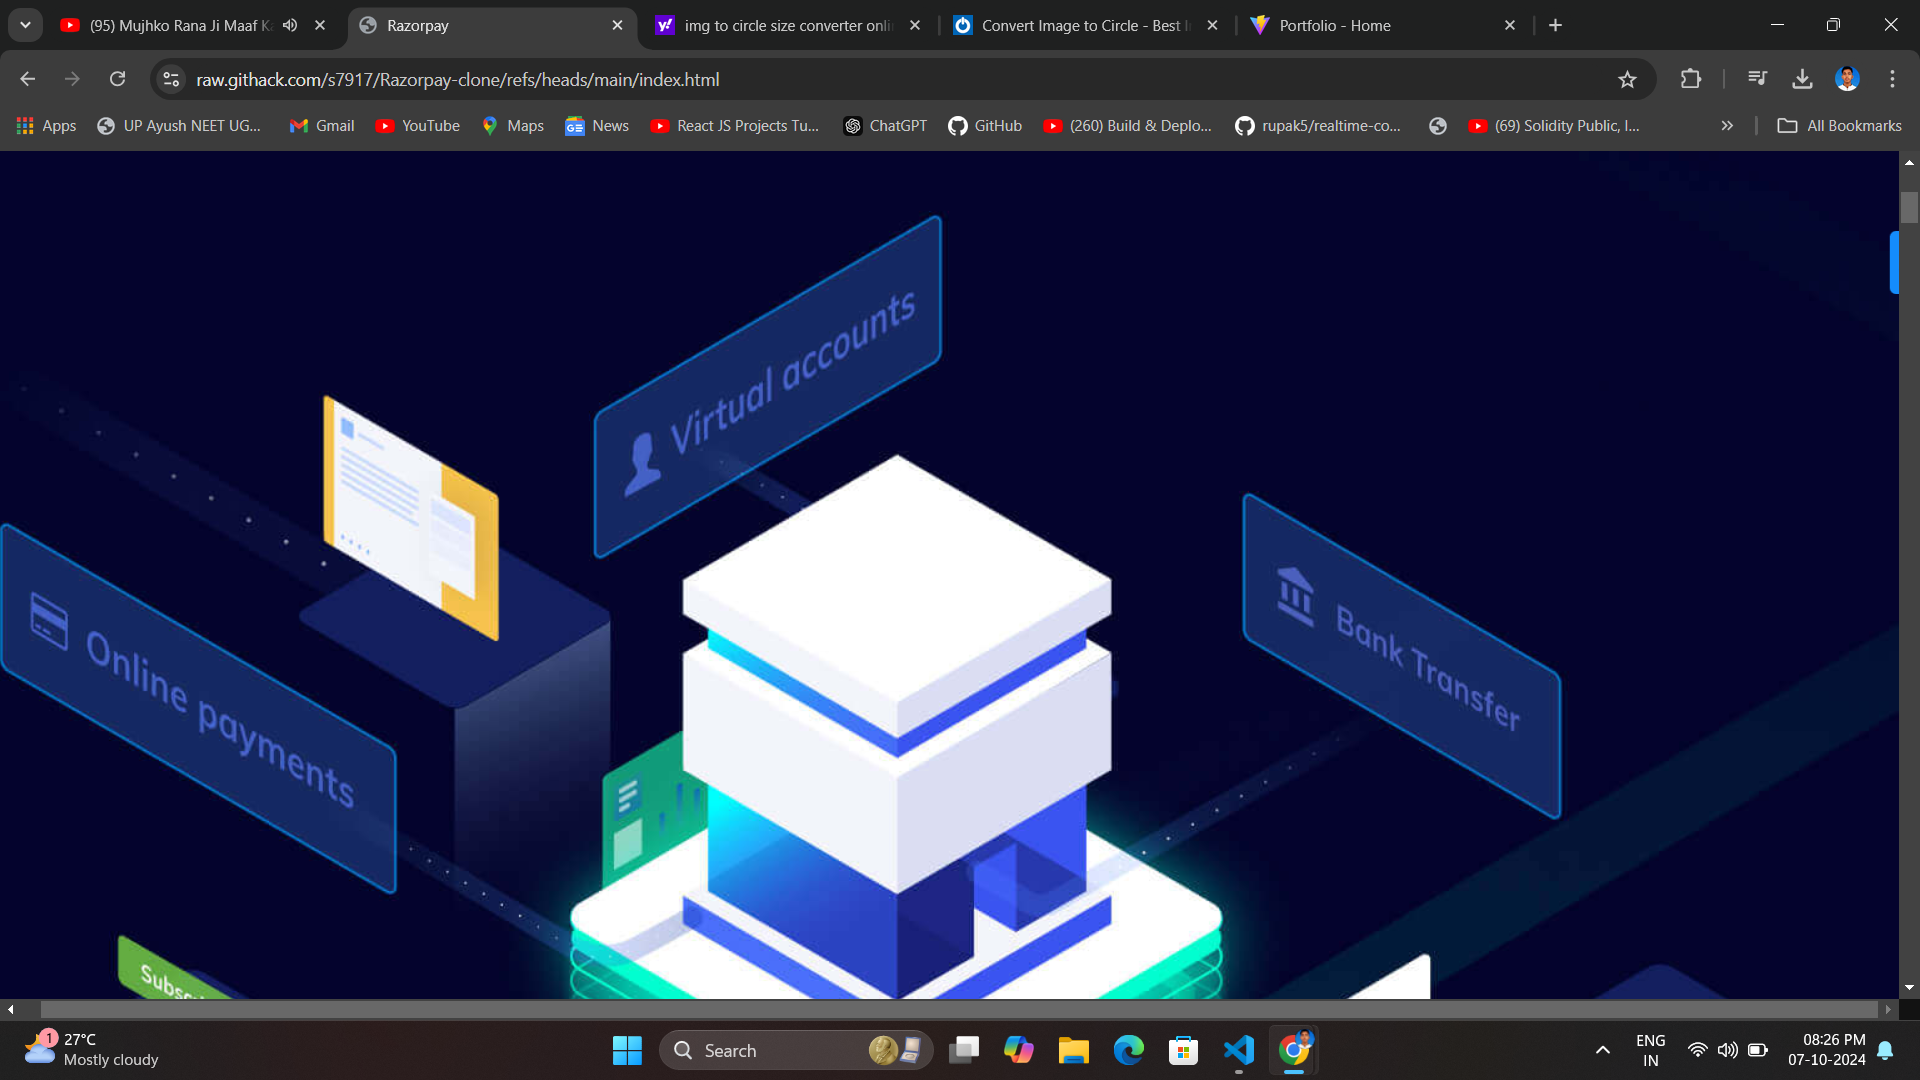 (95) Mujhko Rana Ji Maaf Ka
Razorpay
img to circle size converter onli
Convert Image to Circle - Best I
Portfolio - Home
raw.githack.com/s7917/Razorpay-clone/refs/heads/main/index.html
Apps
UP Ayush NEET UG...
Gmail
YouTube
Maps
News
React JS Projects Tu...
ChatGPT
GitHub
(260) Build & Deplo...
rupak5/realtime-co...
(69) Solidity Public, I...
All Bookmarks
Virtual accounts
Bank Transfer
Online payments
1
27°C
Mostly cloudy
Search
ENG
IN
08:26 PM
07-10-2024